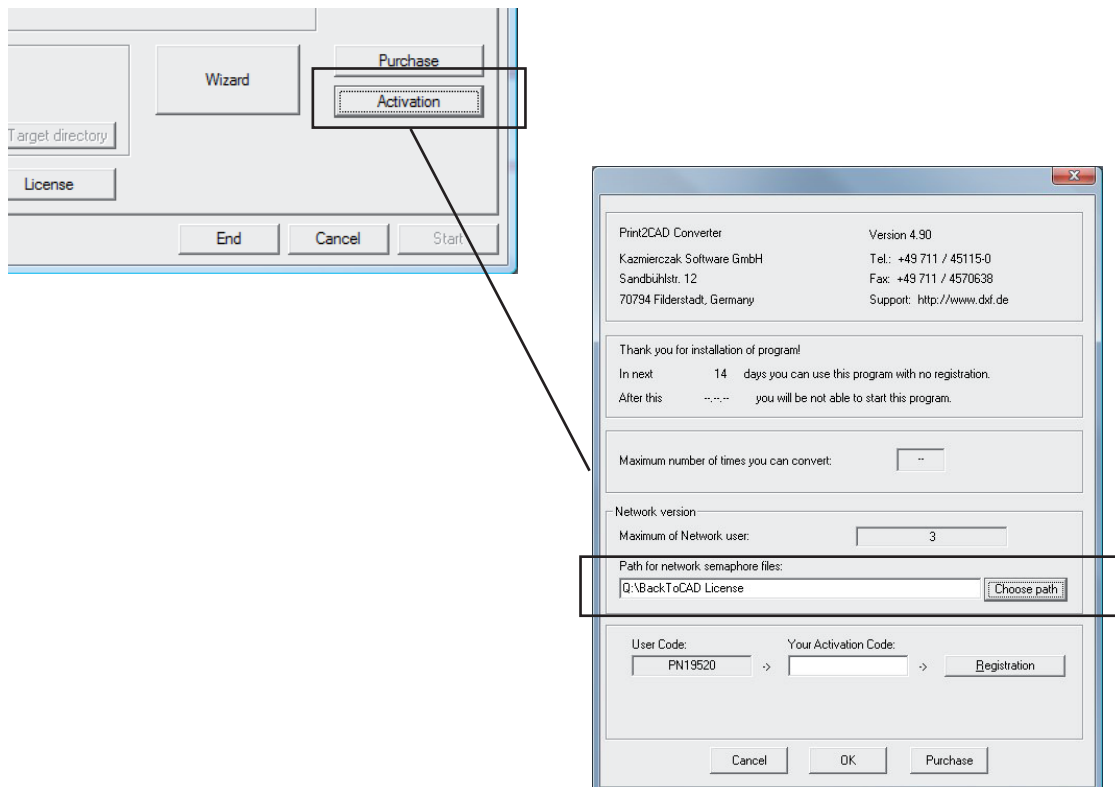 Purchase
Wizard
Activation
Target directory
License
End Cancel Start
X
Print2CAD Converter Version 4.90
Kazmierczak Software GmbH Tel.: +49 711 / 45115-0
Sandbühlstr. 12 Fax: +49 711 / 4570638
70794 Filderstadt, Germany Support: http://www.dxf.de
Thank you for installation of program!
In next 14 days you can use this program with no registration.
After this --.--.-- you will be not able to start this program.
Maximum number of times you can convert: --
Network version
Maximum of Network user: 3
Path for network semaphore files:
Q:\BackToCAD License Choose path
User Code: Your Activation Code:
PN19520 -> -> Registration
Cancel OK Purchase